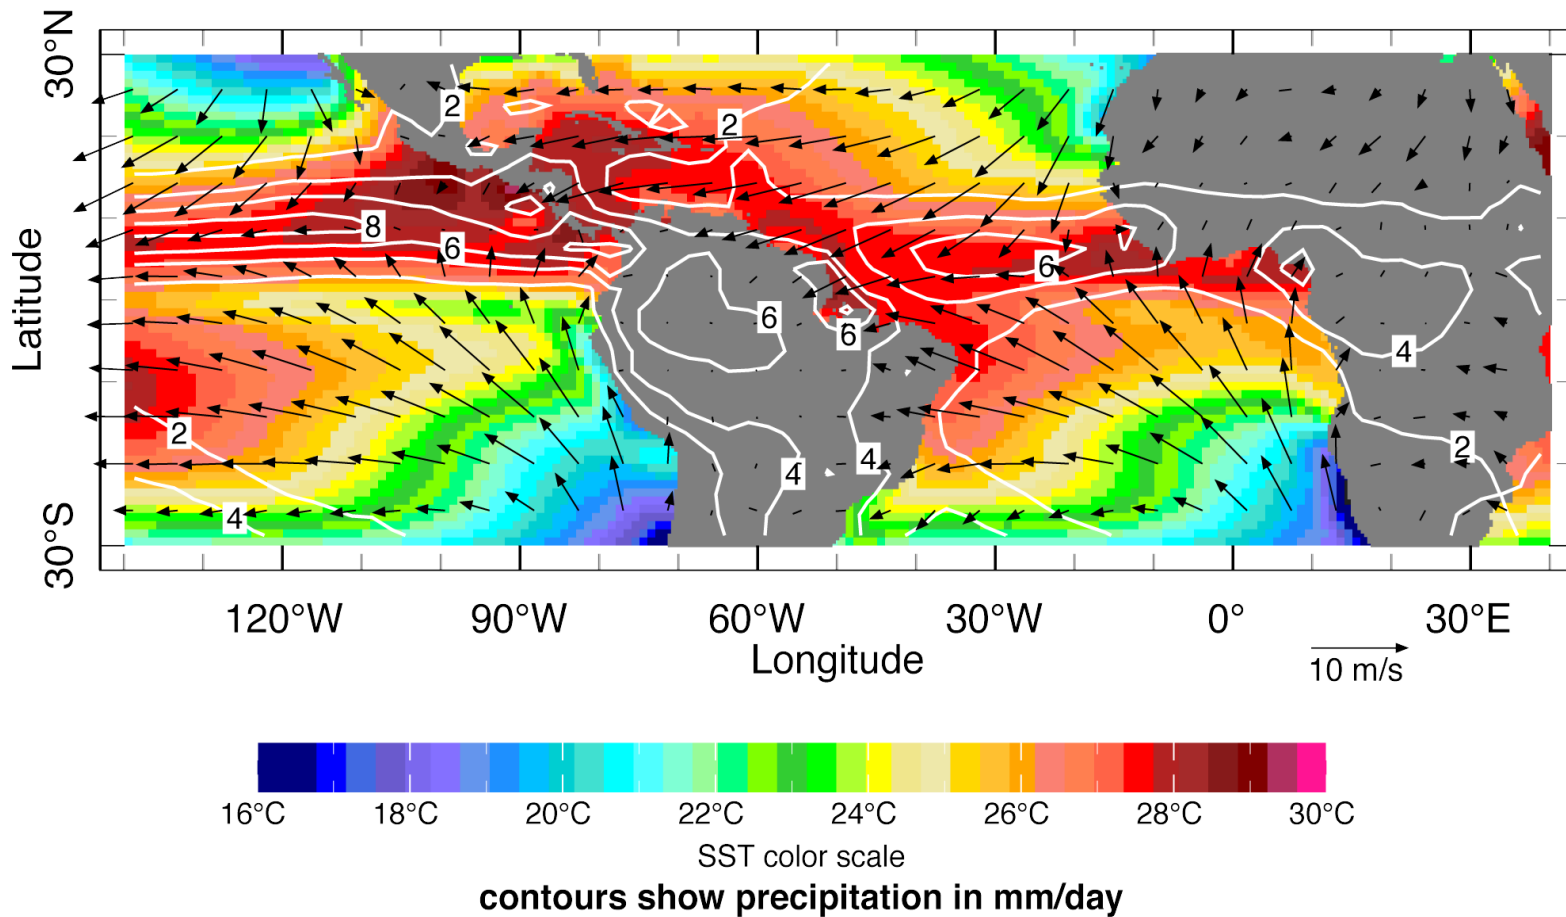 30°N
Latitude
30°S
2
2
8
6
6
6
6
4
2
4
4
4
2
120°W
90°W
60°W
30°W
0°
30°E
Longitude
10 m/s
16°C
18°C
20°C
22°C
24°C
26°C
28°C
30°C
SST color scale
contours show precipitation in mm/day